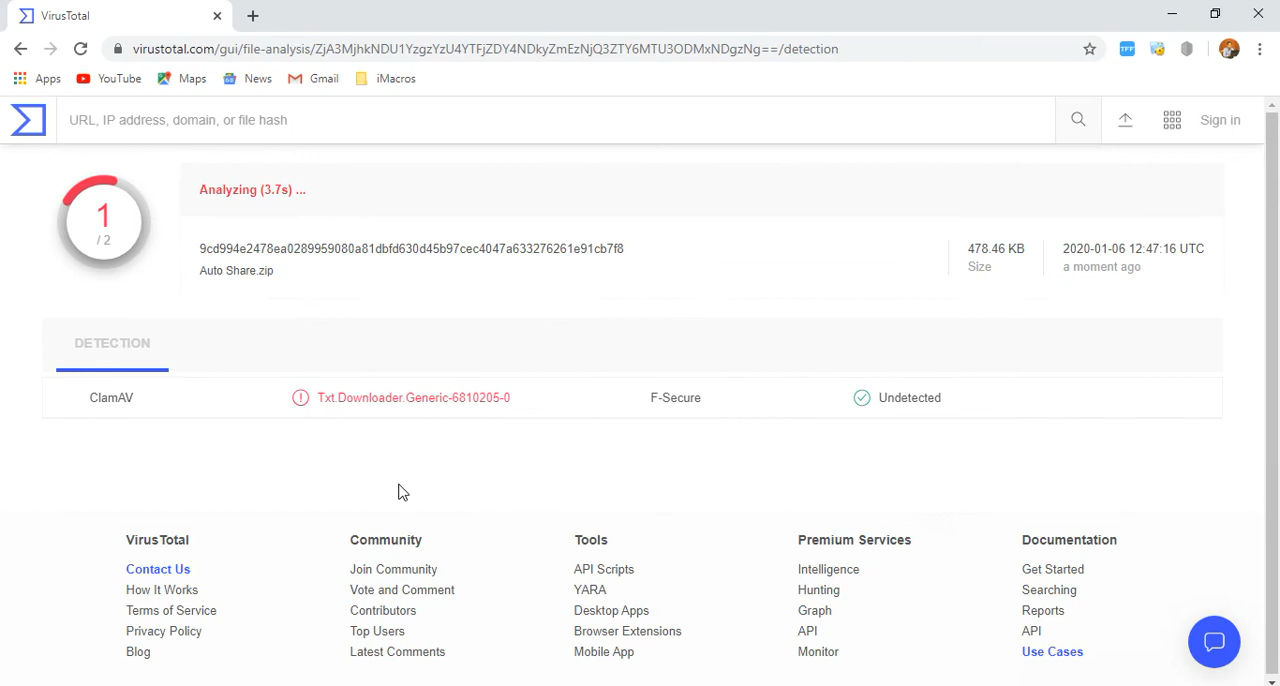 VirusTotal
virustotal.com/gui/file-analysis/ZjA3MjhkNDU1YzgzYzU4YTFjZDY4NDkyZmEzNjQ3ZTY6MTU3ODMxNDgzNg==/detection
TFF
Apps YouTube Maps News Gmail iMacros
URL, IP address, domain, or file hash
Sign in
1
/ 2
Analyzing (3.7s) ...
9cd994e2478ea0289959080a81dbfd630d45b97cec4047a633276261e91cb7f8
Auto Share.zip
478.46 KB
Size
2020-01-06 12:47:16 UTC
a moment ago
DETECTION
ClamAV Txt.Downloader.Generic-6810205-0 F-Secure Undetected
VirusTotal
Contact Us
How It Works
Terms of Service
Privacy Policy
Blog
Community
Join Community
Vote and Comment
Contributors
Top Users
Latest Comments
Tools
API Scripts
YARA
Desktop Apps
Browser Extensions
Mobile App
Premium Services
Intelligence
Hunting
Graph
API
Monitor
Documentation
Get Started
Searching
Reports
API
Use Cases